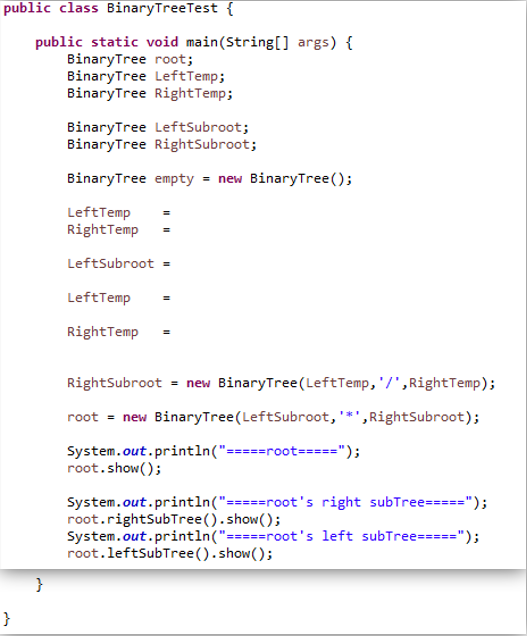 public class BinaryTreeTest {
public static void main(String[] args) {
BinaryTree root;
BinaryTree LeftTemp;
BinaryTree RightTemp;
BinaryTree LeftSubroot;
BinaryTree RightSubroot;
BinaryTree empty = new BinaryTree();
LeftTemp =
RightTemp =
LeftSubroot =
LeftTemp =
RightTemp =
RightSubroot = new BinaryTree(LeftTemp,'/',RightTemp);
root = new BinaryTree(LeftSubroot,'*',RightSubroot);
System.out.println("=====root=====");
root.show();
System.out.println("=====root's right subTree=====");
root.rightSubTree().show();
System.out.println("=====root's left subTree=====");
root.leftSubTree().show();
}
}